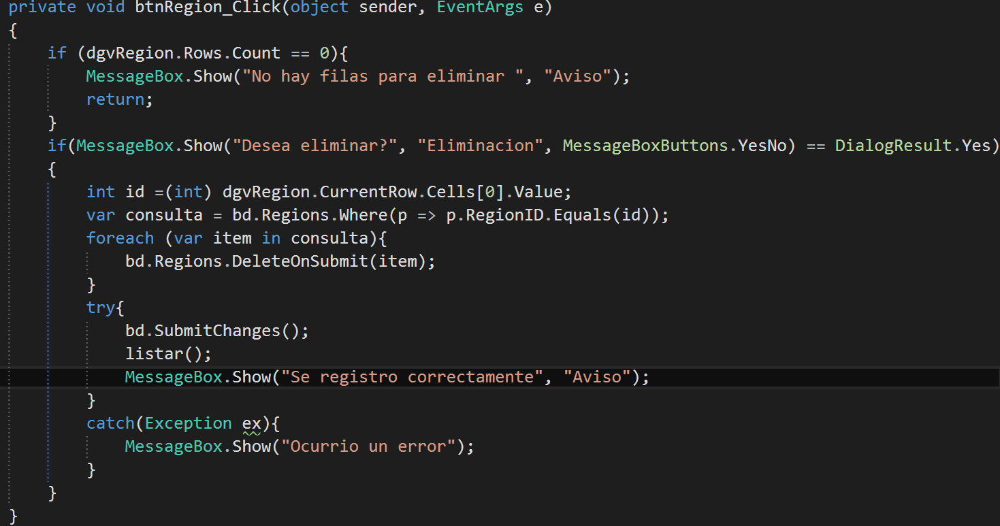 private void btnRegion_Click(object sender, EventArgs e)
{
    if (dgvRegion.Rows.Count == 0){
        MessageBox.Show("No hay filas para eliminar ", "Aviso");
        return;
    }
    if(MessageBox.Show("Desea eliminar?", "Eliminacion", MessageBoxButtons.YesNo) == DialogResult.Yes)
    {
        int id =(int) dgvRegion.CurrentRow.Cells[0].Value;
        var consulta = bd.Regions.Where(p => p.RegionID.Equals(id));
        foreach (var item in consulta){
            bd.Regions.DeleteOnSubmit(item);
        }
        try{
            bd.SubmitChanges();
            listar();
            MessageBox.Show("Se registro correctamente", "Aviso");
        }
        catch(Exception ex){
            MessageBox.Show("Ocurrio un error");
        }
    }
}